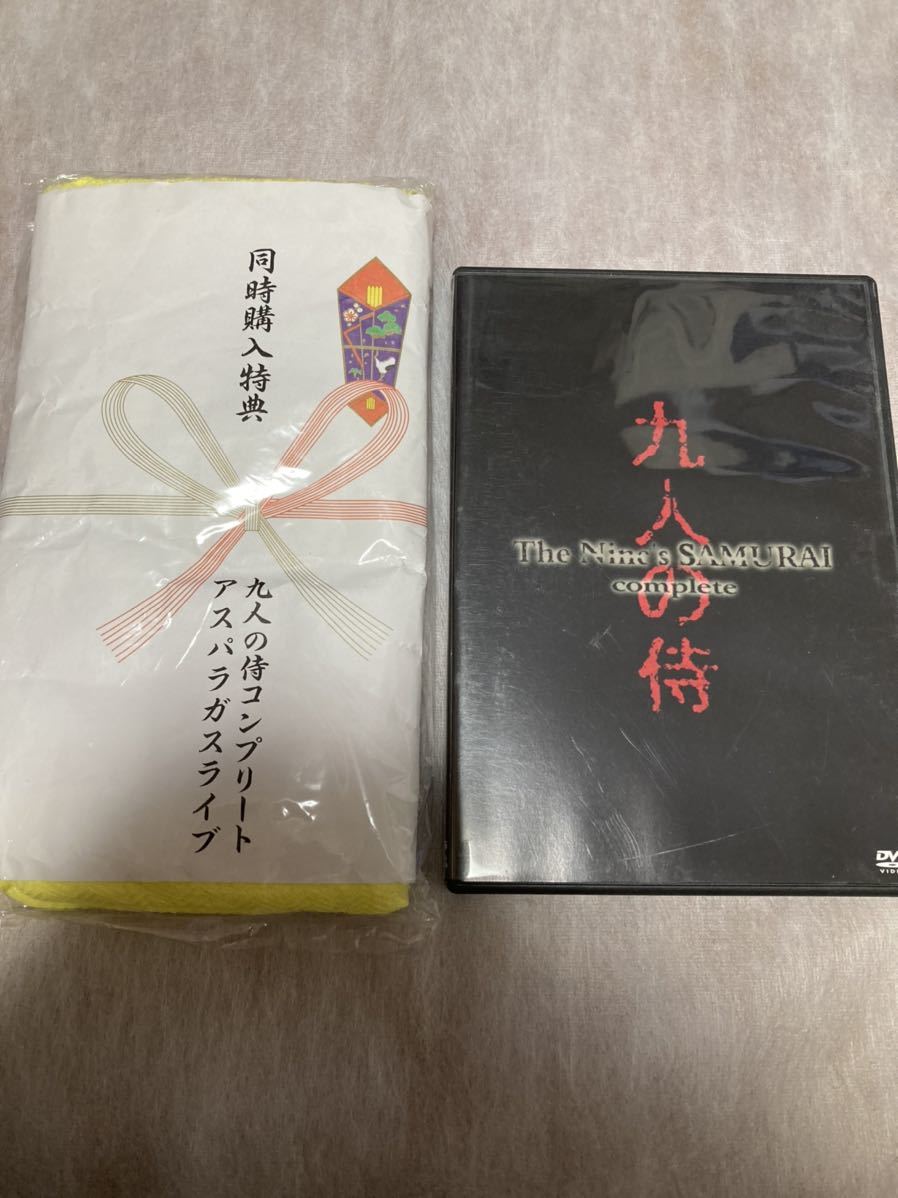 同時購入特典
九人の侍コンプリート
アスパラガスライブ
九人の侍
The Nine's SAMURAI
complete
DVD
VIDEO